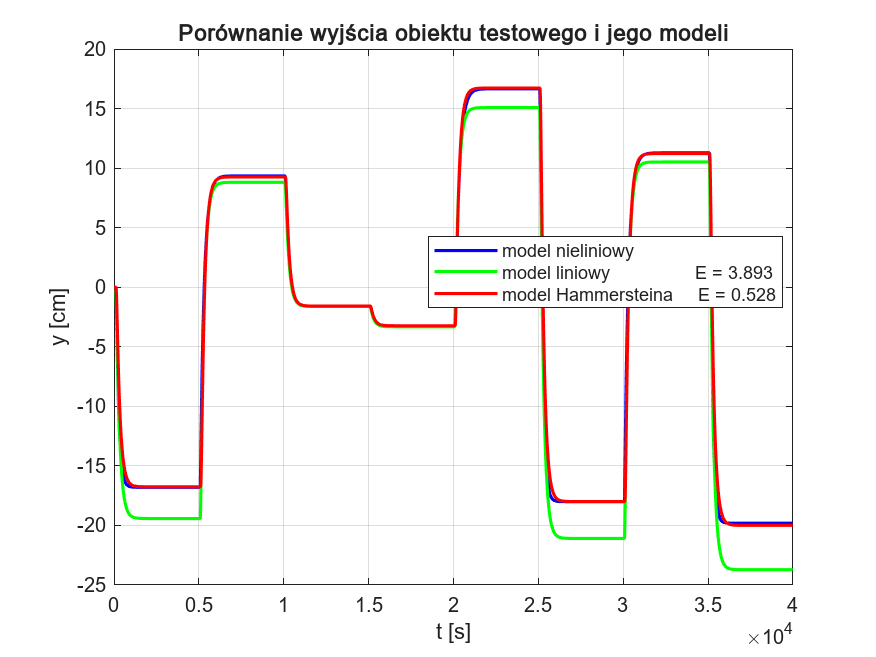 Porównanie wyjścia obiektu testowego i jego modeli
20
15
10
5
0
-5
-10
-15
-20
-25
y [cm]
model nieliniowy
model liniowy E = 3.893
model Hammersteina E = 0.528
0 0.5 1 1.5 2 2.5 3 3.5 4
t [s]
×10⁴